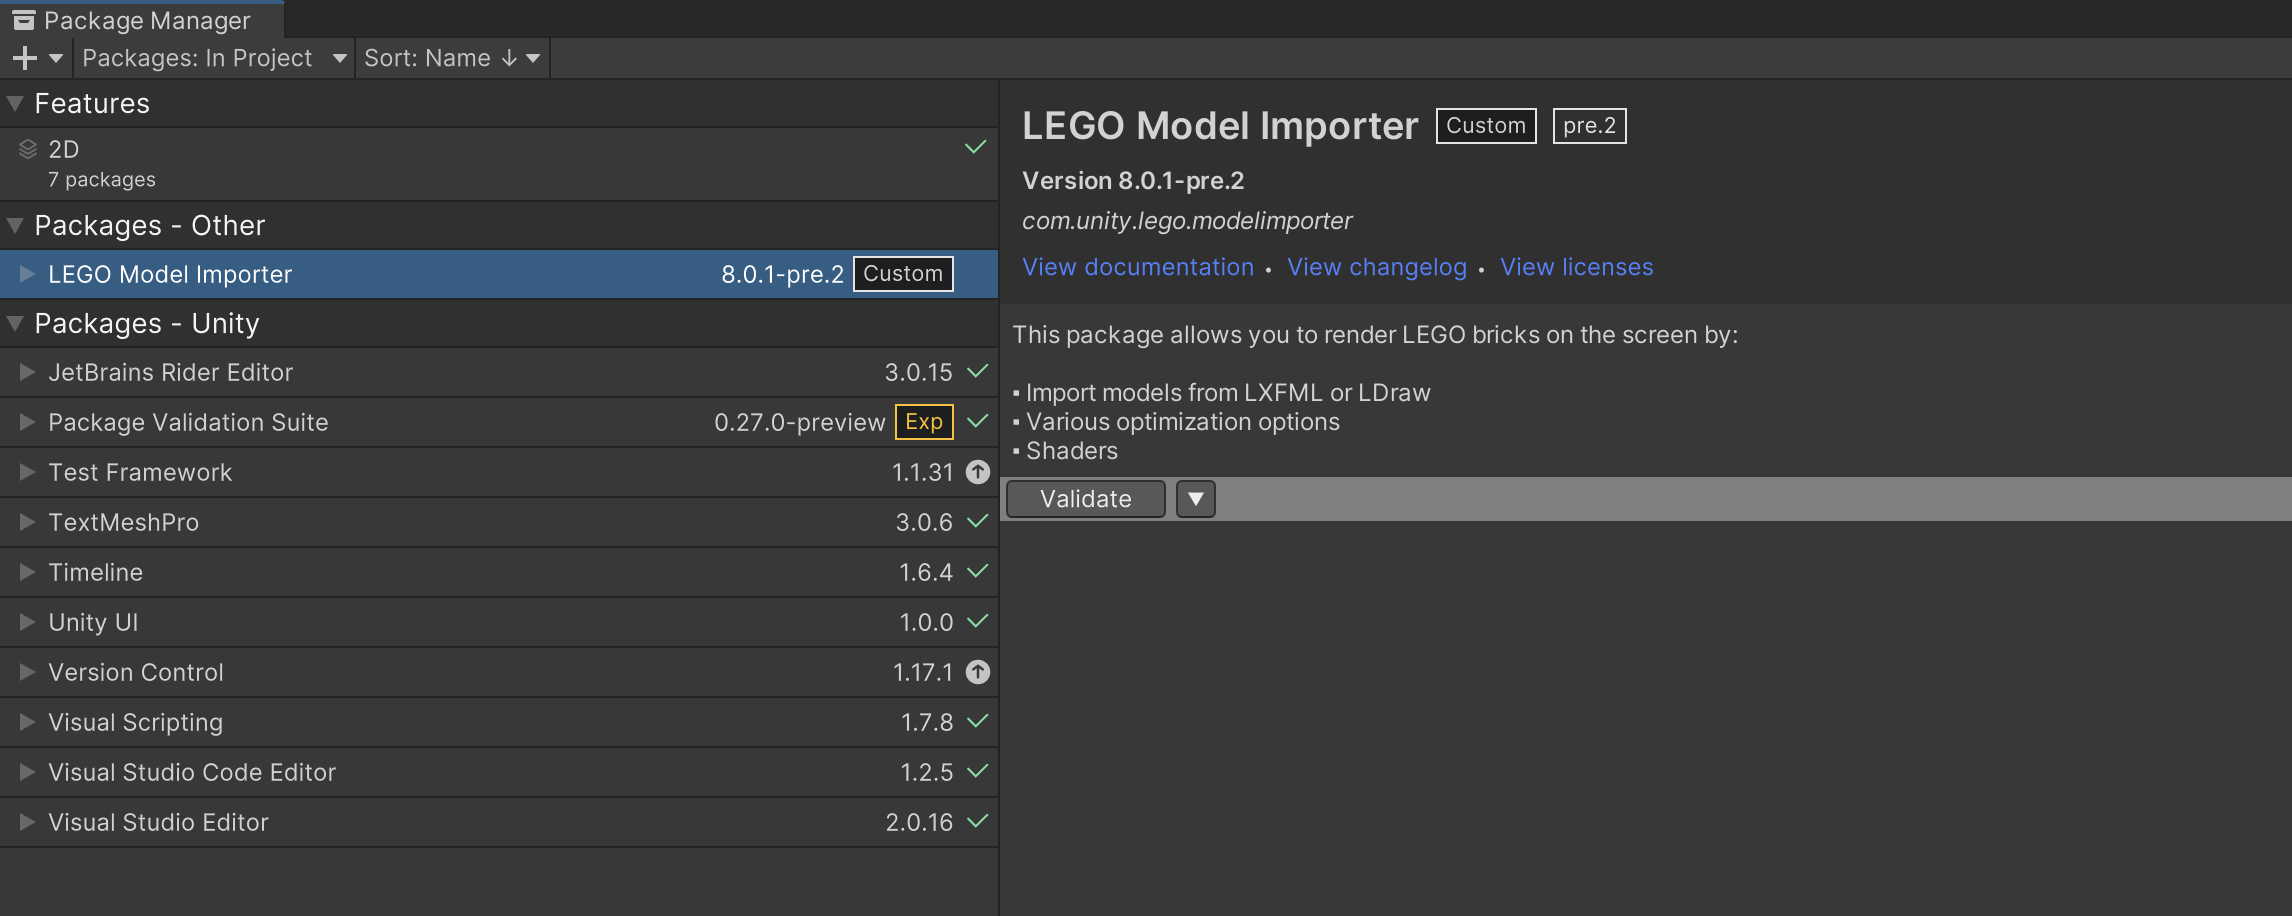 Package Manager
Packages: In Project
Sort: Name ↓
Features
2D
7 packages
Packages - Other
LEGO Model Importer 8.0.1-pre.2 Custom
Packages - Unity
JetBrains Rider Editor 3.0.15
Package Validation Suite 0.27.0-preview Exp
Test Framework 1.1.31
TextMeshPro 3.0.6
Timeline 1.6.4
Unity UI 1.0.0
Version Control 1.17.1
Visual Scripting 1.7.8
Visual Studio Code Editor 1.2.5
Visual Studio Editor 2.0.16
LEGO Model Importer Custom pre.2
Version 8.0.1-pre.2
com.unity.lego.modelimporter
View documentation • View changelog • View licenses
This package allows you to render LEGO bricks on the screen by:
▪ Import models from LXFML or LDraw
▪ Various optimization options
▪ Shaders
Validate